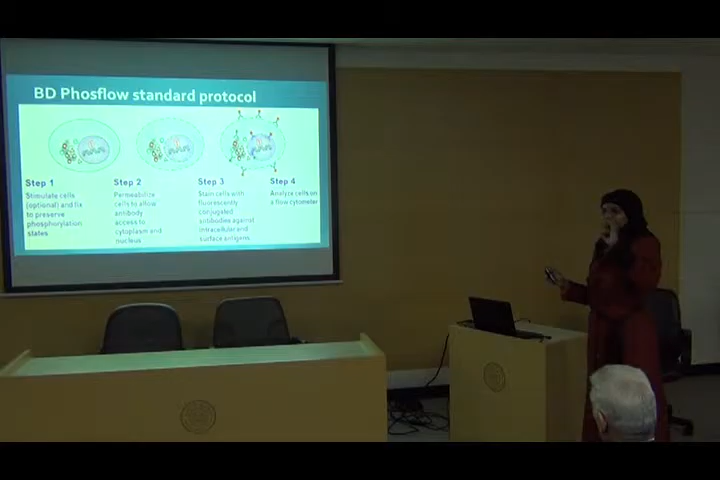 BD Phosflow standard protocol
Step 1
Stimulate cells
(optional) and fix
to preserve
phosphorylation
states
Step 2
Permeabilize
cells to allow
antibody
access to
cytoplasm and
nucleus
Step 3
Stain cells with
fluorescently
conjugated
antibodies against
intracellular and
surface antigens
Step 4
Analyze cells on
a flow cytometer